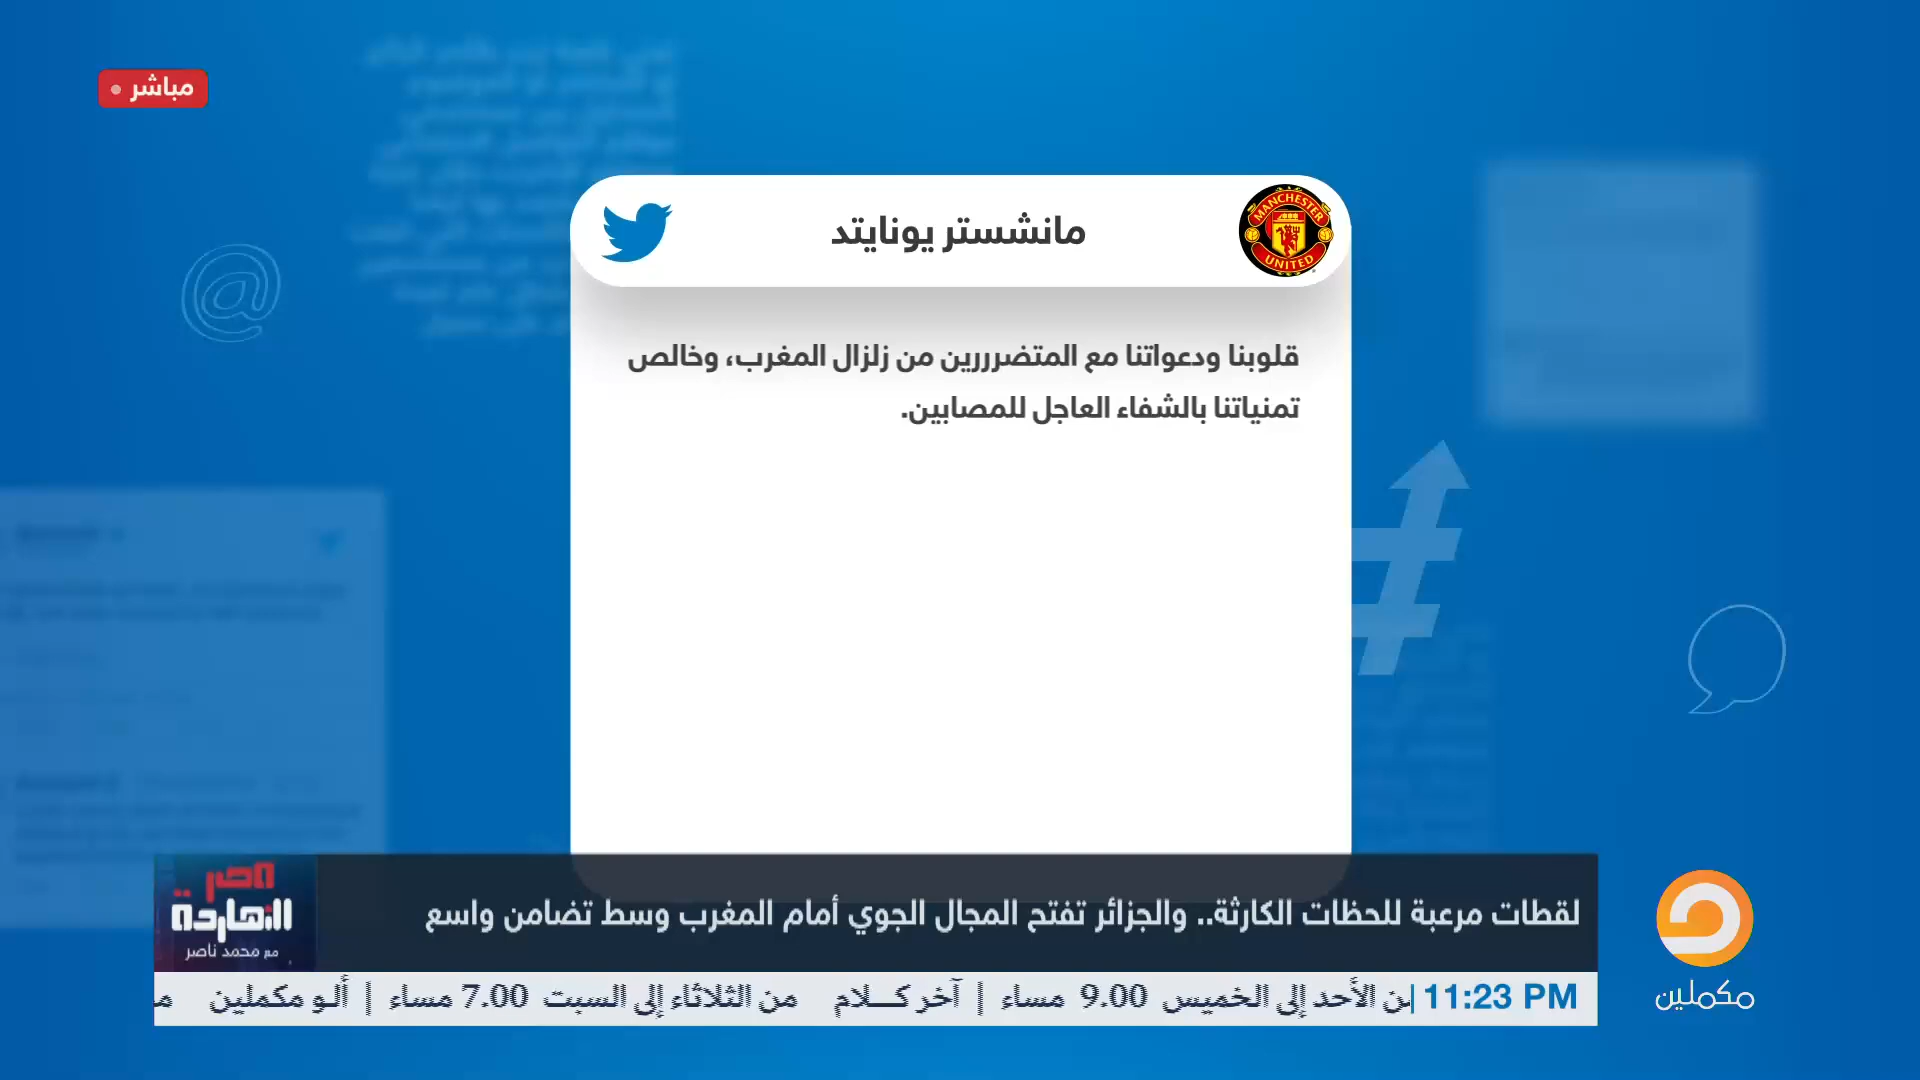 مباشر
مانشستر يونايتد
MANCHESTER
UNITED
قلوبنا ودعواتنا مع المتضرررين من زلزال المغرب، وخالص
تمنياتنا بالشفاء العاجل للمصابين.
مصر
النهاردة
مع محمد ناصر
لقطات مرعبة للحظات الكارثة.. والجزائر تفتح المجال الجوي أمام المغرب وسط تضامن واسع
11:23 PM
من الأحد إلى الخميس 9.00 مساء | آخر كـــلام من الثلاثاء إلى السبت 7.00 مساء | ألـو مكملين
مكملين